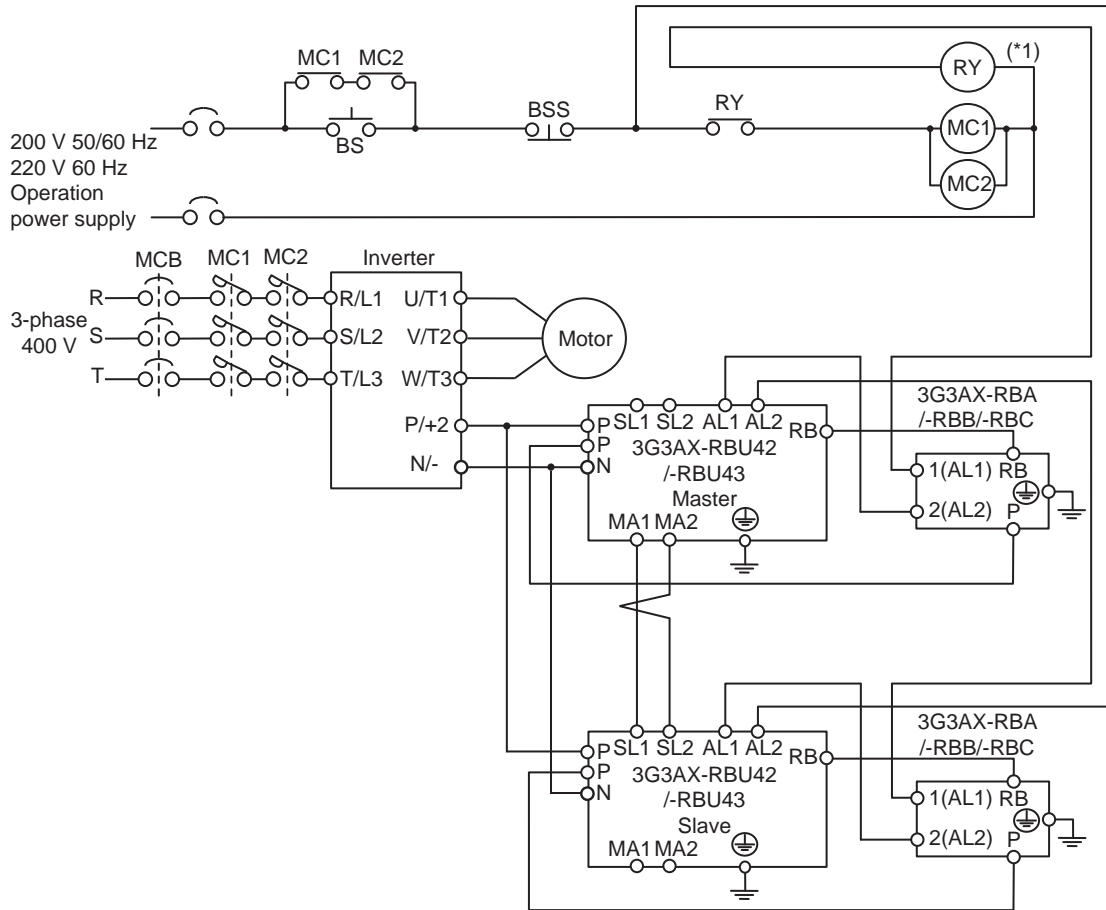 MC1 MC2
(*1)
RY
BSS
RY
200 V 50/60 Hz
BS
MC1
220 V 60 Hz
MC2
Operation
power supply
MCB MC1 MC2
Inverter
R
R/L1 U/T1
3-phase
400 V
S
S/L2 V/T2
Motor
T
T/L3 W/T3
P/+2
N/-
SL1 SL2 AL1 AL2
P
P
N
RB
3G3AX-RBU42
/-RBU43
Master
MA1 MA2
3G3AX-RBA
/-RBB/-RBC
1(AL1) RB
2(AL2) P
SL1 SL2 AL1 AL2
P
P
N
RB
3G3AX-RBU42
/-RBU43
Slave
MA1 MA2
3G3AX-RBA
/-RBB/-RBC
1(AL1) RB
2(AL2) P